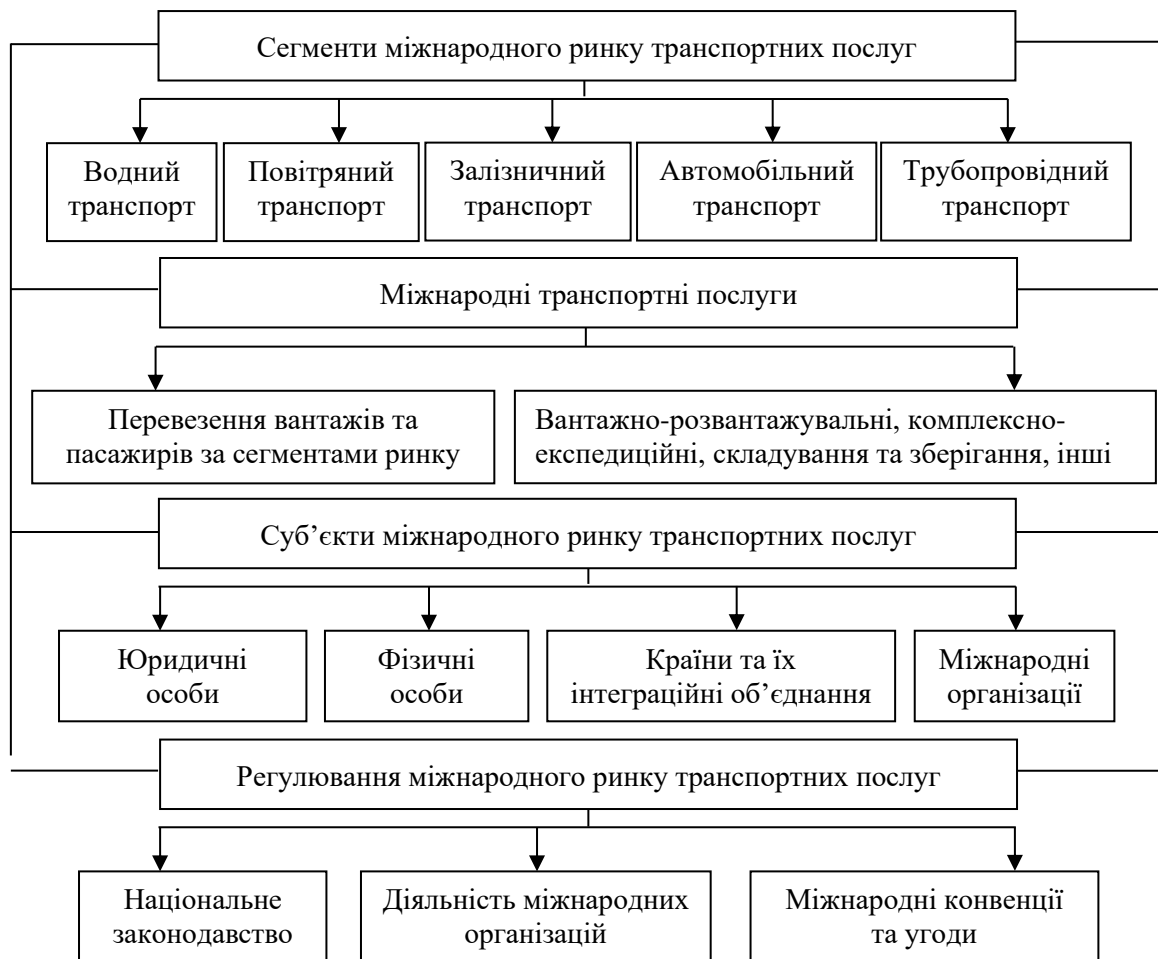 Сегменти міжнародного ринку транспортних послуг
Водний
транспорт
Повітряний
транспорт
Залізничний
транспорт
Автомобільний
транспорт
Трубопровідний
транспорт
Міжнародні транспортні послуги
Перевезення вантажів та
пасажирів за сегментами ринку
Вантажно-розвантажувальні, комплексно-
експедиційні, складування та зберігання, інші
Суб’єкти міжнародного ринку транспортних послуг
Юридичні
особи
Фізичні
особи
Країни та їх
інтеграційні об’єднання
Міжнародні
організації
Регулювання міжнародного ринку транспортних послуг
Національне
законодавство
Діяльність міжнародних
організацій
Міжнародні конвенції
та угоди